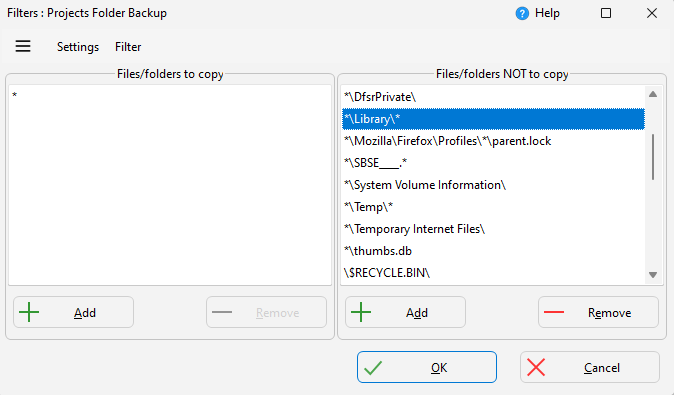 Filters : Projects Folder Backup
Help
Settings
Filter
Files/folders to copy
*
Add
Remove
Files/folders NOT to copy
*\DfsrPrivate\
*\Library\*
*\Mozilla\Firefox\Profiles\*\parent.lock
*\SBSE___.*
*\System Volume Information\
*\Temp\*
*\Temporary Internet Files\
*\thumbs.db
\$RECYCLE.BIN\
Add
Remove
OK
Cancel